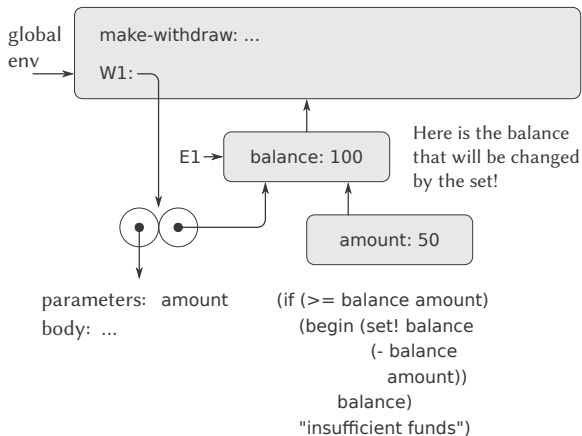 global
env
make-withdraw: ...
W1:
E1
balance: 100
Here is the balance
that will be changed
by the set!
amount: 50
parameters: amount
body: ...
(if (>= balance amount)
(begin (set! balance
(- balance
amount))
balance)
"insufficient funds")